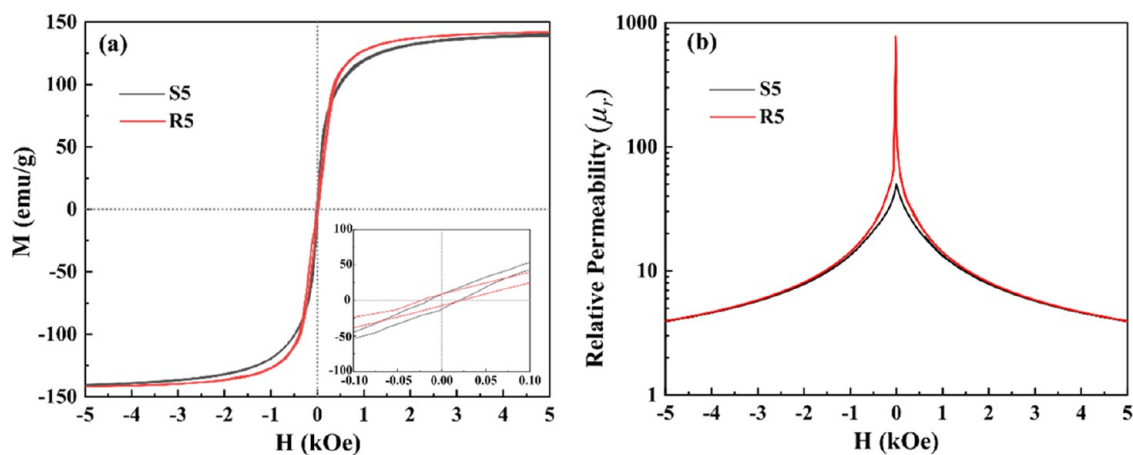 (a)
S5
R5
M (emu/g)
150
100
50
0
-50
-100
-150
-5 -4 -3 -2 -1 0 1 2 3 4 5
H (kOe)
100
50
0
-50
-100
-0.10 -0.05 0.00 0.05 0.10
(b)
S5
R5
Relative Permeability (μr)
1000
100
10
1
-5 -4 -3 -2 -1 0 1 2 3 4 5
H (kOe)